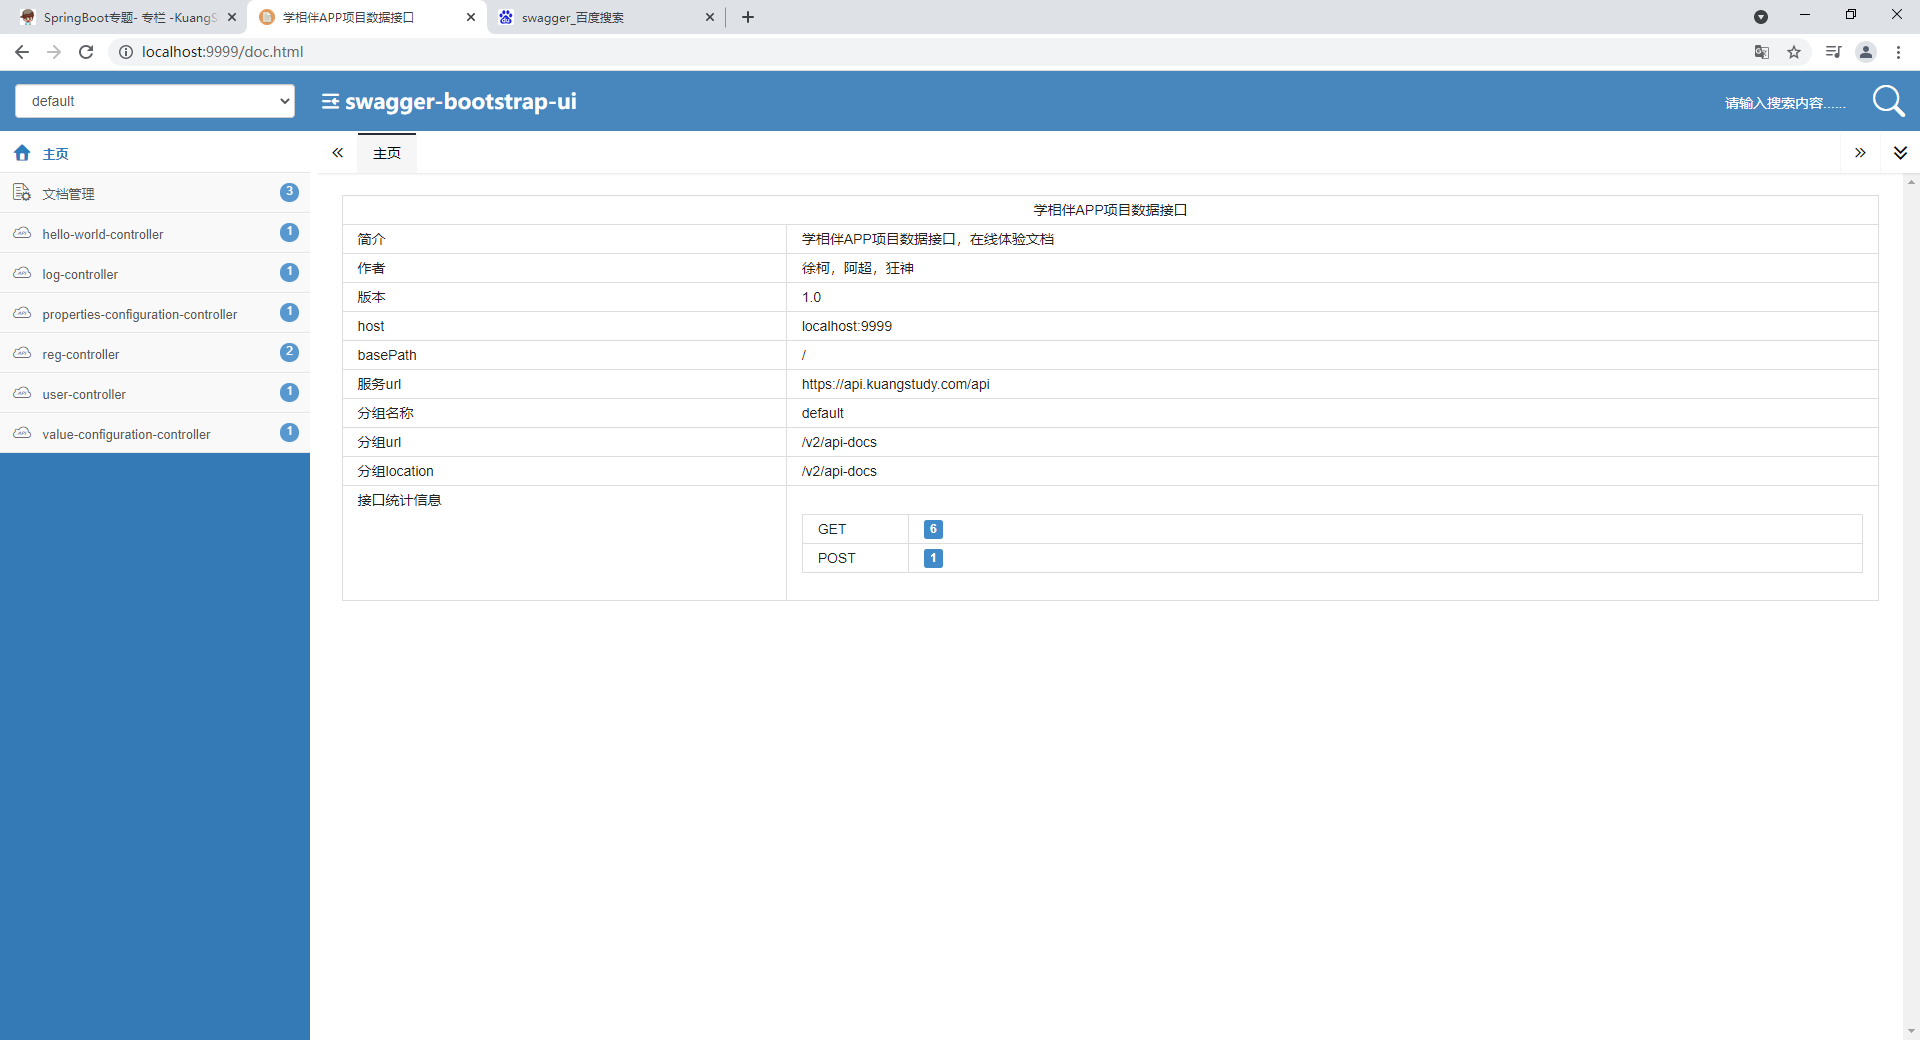 SpringBoot专题- 专栏 -KuangS
学相伴APP项目数据接口
swagger_百度搜索
localhost:9999/doc.html
default
swagger-bootstrap-ui
请输入搜索内容......
主页
文档管理 3
hello-world-controller 1
log-controller 1
properties-configuration-controller 1
reg-controller 2
user-controller 1
value-configuration-controller 1
主页
学相伴APP项目数据接口
简介 学相伴APP项目数据接口，在线体验文档
作者 徐柯，阿超，狂神
版本 1.0
host localhost:9999
basePath /
服务url https://api.kuangstudy.com/api
分组名称 default
分组url /v2/api-docs
分组location /v2/api-docs
接口统计信息
GET 6
POST 1